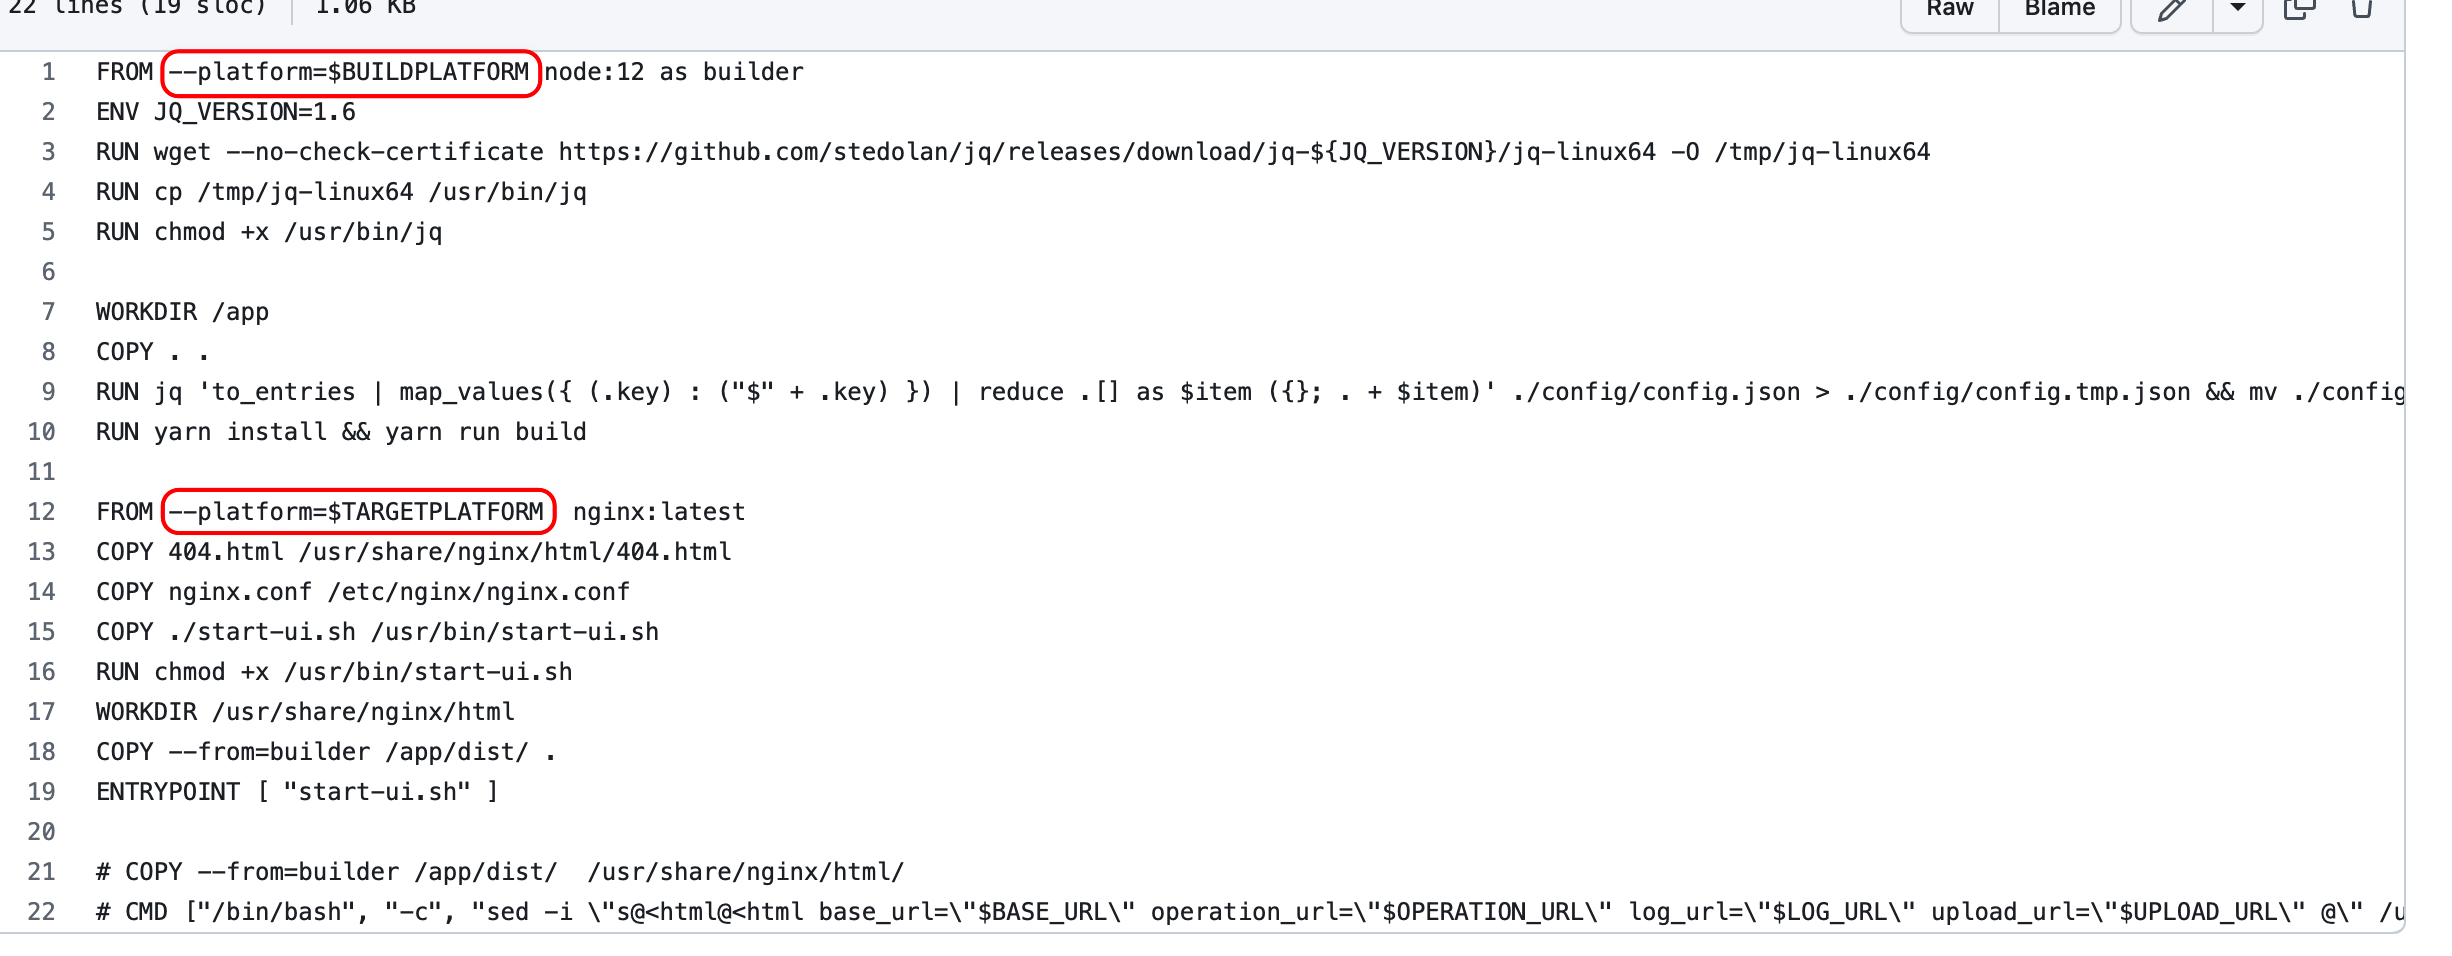 22 lines (19 sloc) 1.06 KB Raw Blame
1 FROM --platform=$BUILDPLATFORM node:12 as builder
2 ENV JQ_VERSION=1.6
3 RUN wget --no-check-certificate https://github.com/stedolan/jq/releases/download/jq-${JQ_VERSION}/jq-linux64 -O /tmp/jq-linux64
4 RUN cp /tmp/jq-linux64 /usr/bin/jq
5 RUN chmod +x /usr/bin/jq
6
7 WORKDIR /app
8 COPY . .
9 RUN jq 'to_entries | map_values({ (.key) : ("$" + .key) }) | reduce .[] as $item ({}; . + $item)' ./config/config.json > ./config/config.tmp.json && mv ./config
10 RUN yarn install && yarn run build
11
12 FROM --platform=$TARGETPLATFORM  nginx:latest
13 COPY 404.html /usr/share/nginx/html/404.html
14 COPY nginx.conf /etc/nginx/nginx.conf
15 COPY ./start-ui.sh /usr/bin/start-ui.sh
16 RUN chmod +x /usr/bin/start-ui.sh
17 WORKDIR /usr/share/nginx/html
18 COPY --from=builder /app/dist/ .
19 ENTRYPOINT [ "start-ui.sh" ]
20
21 # COPY --from=builder /app/dist/  /usr/share/nginx/html/
22 # CMD ["/bin/bash", "-c", "sed -i \"s@<html@<html base_url=\"$BASE_URL\" operation_url=\"$OPERATION_URL\" log_url=\"$LOG_URL\" upload_url=\"$UPLOAD_URL\" @\" /u